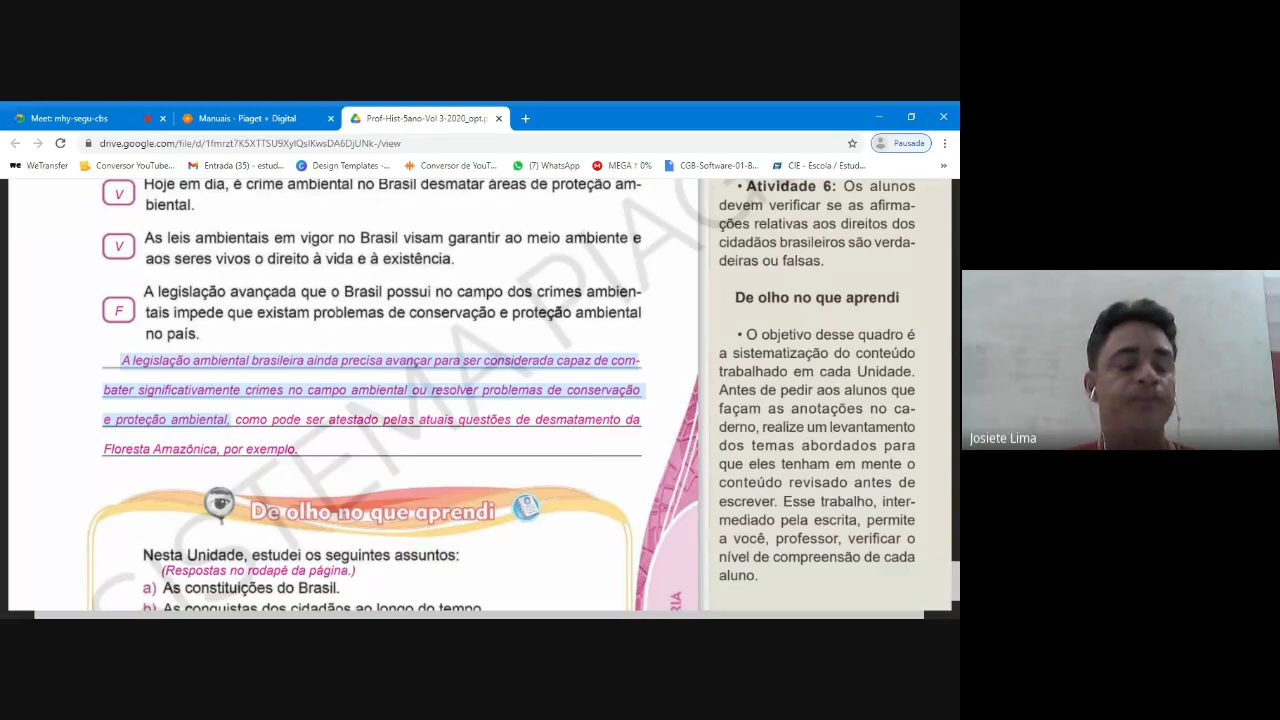 Meet: mhy-segu-cbs
Manuais - Piaget + Digital
Prof-Hist-5ano-Vol 3-2020_opt.p
drive.google.com/file/d/1fmrzt7K5XTTSU9XylQsIKwsDA6DjUNk-/view
Pausada
WeTransfer
Conversor YouTube...
Entrada (35) - estud...
Design Templates -...
Conversor de YouT...
(7) WhatsApp
MEGA ↑ 0%
CGB-Software-01-B...
CIE – Escola / Estud...
»
V
Hoje em dia, é crime ambiental no Brasil desmatar áreas de proteção am-
biental.
V
As leis ambientais em vigor no Brasil visam garantir ao meio ambiente e
aos seres vivos o direito à vida e à existência.
F
A legislação avançada que o Brasil possui no campo dos crimes ambien-
tais impede que existam problemas de conservação e proteção ambiental
no país.
A legislação ambiental brasileira ainda precisa avançar para ser considerada capaz de com-
bater significativamente crimes no campo ambiental ou resolver problemas de conservação
e proteção ambiental, como pode ser atestado pelas atuais questões de desmatamento da
Floresta Amazônica, por exemplo.
De olho no que aprendi
Nesta Unidade, estudei os seguintes assuntos:
(Respostas no rodapé da página.)
a) As constituições do Brasil.
b) As conquistas dos cidadãos ao longo do tempo.
SISTEMA PIAG
RIA
• Atividade 6: Os alunos
devem verificar se as afirma-
ções relativas aos direitos dos
cidadãos brasileiros são verda-
deiras ou falsas.
De olho no que aprendi
• O objetivo desse quadro é
a sistematização do conteúdo
trabalhado em cada Unidade.
Antes de pedir aos alunos que
façam as anotações no ca-
derno, realize um levantamento
dos temas abordados para
que eles tenham em mente o
conteúdo revisado antes de
escrever. Esse trabalho, inter-
mediado pela escrita, permite
a você, professor, verificar o
nível de compreensão de cada
aluno.
Josiete Lima